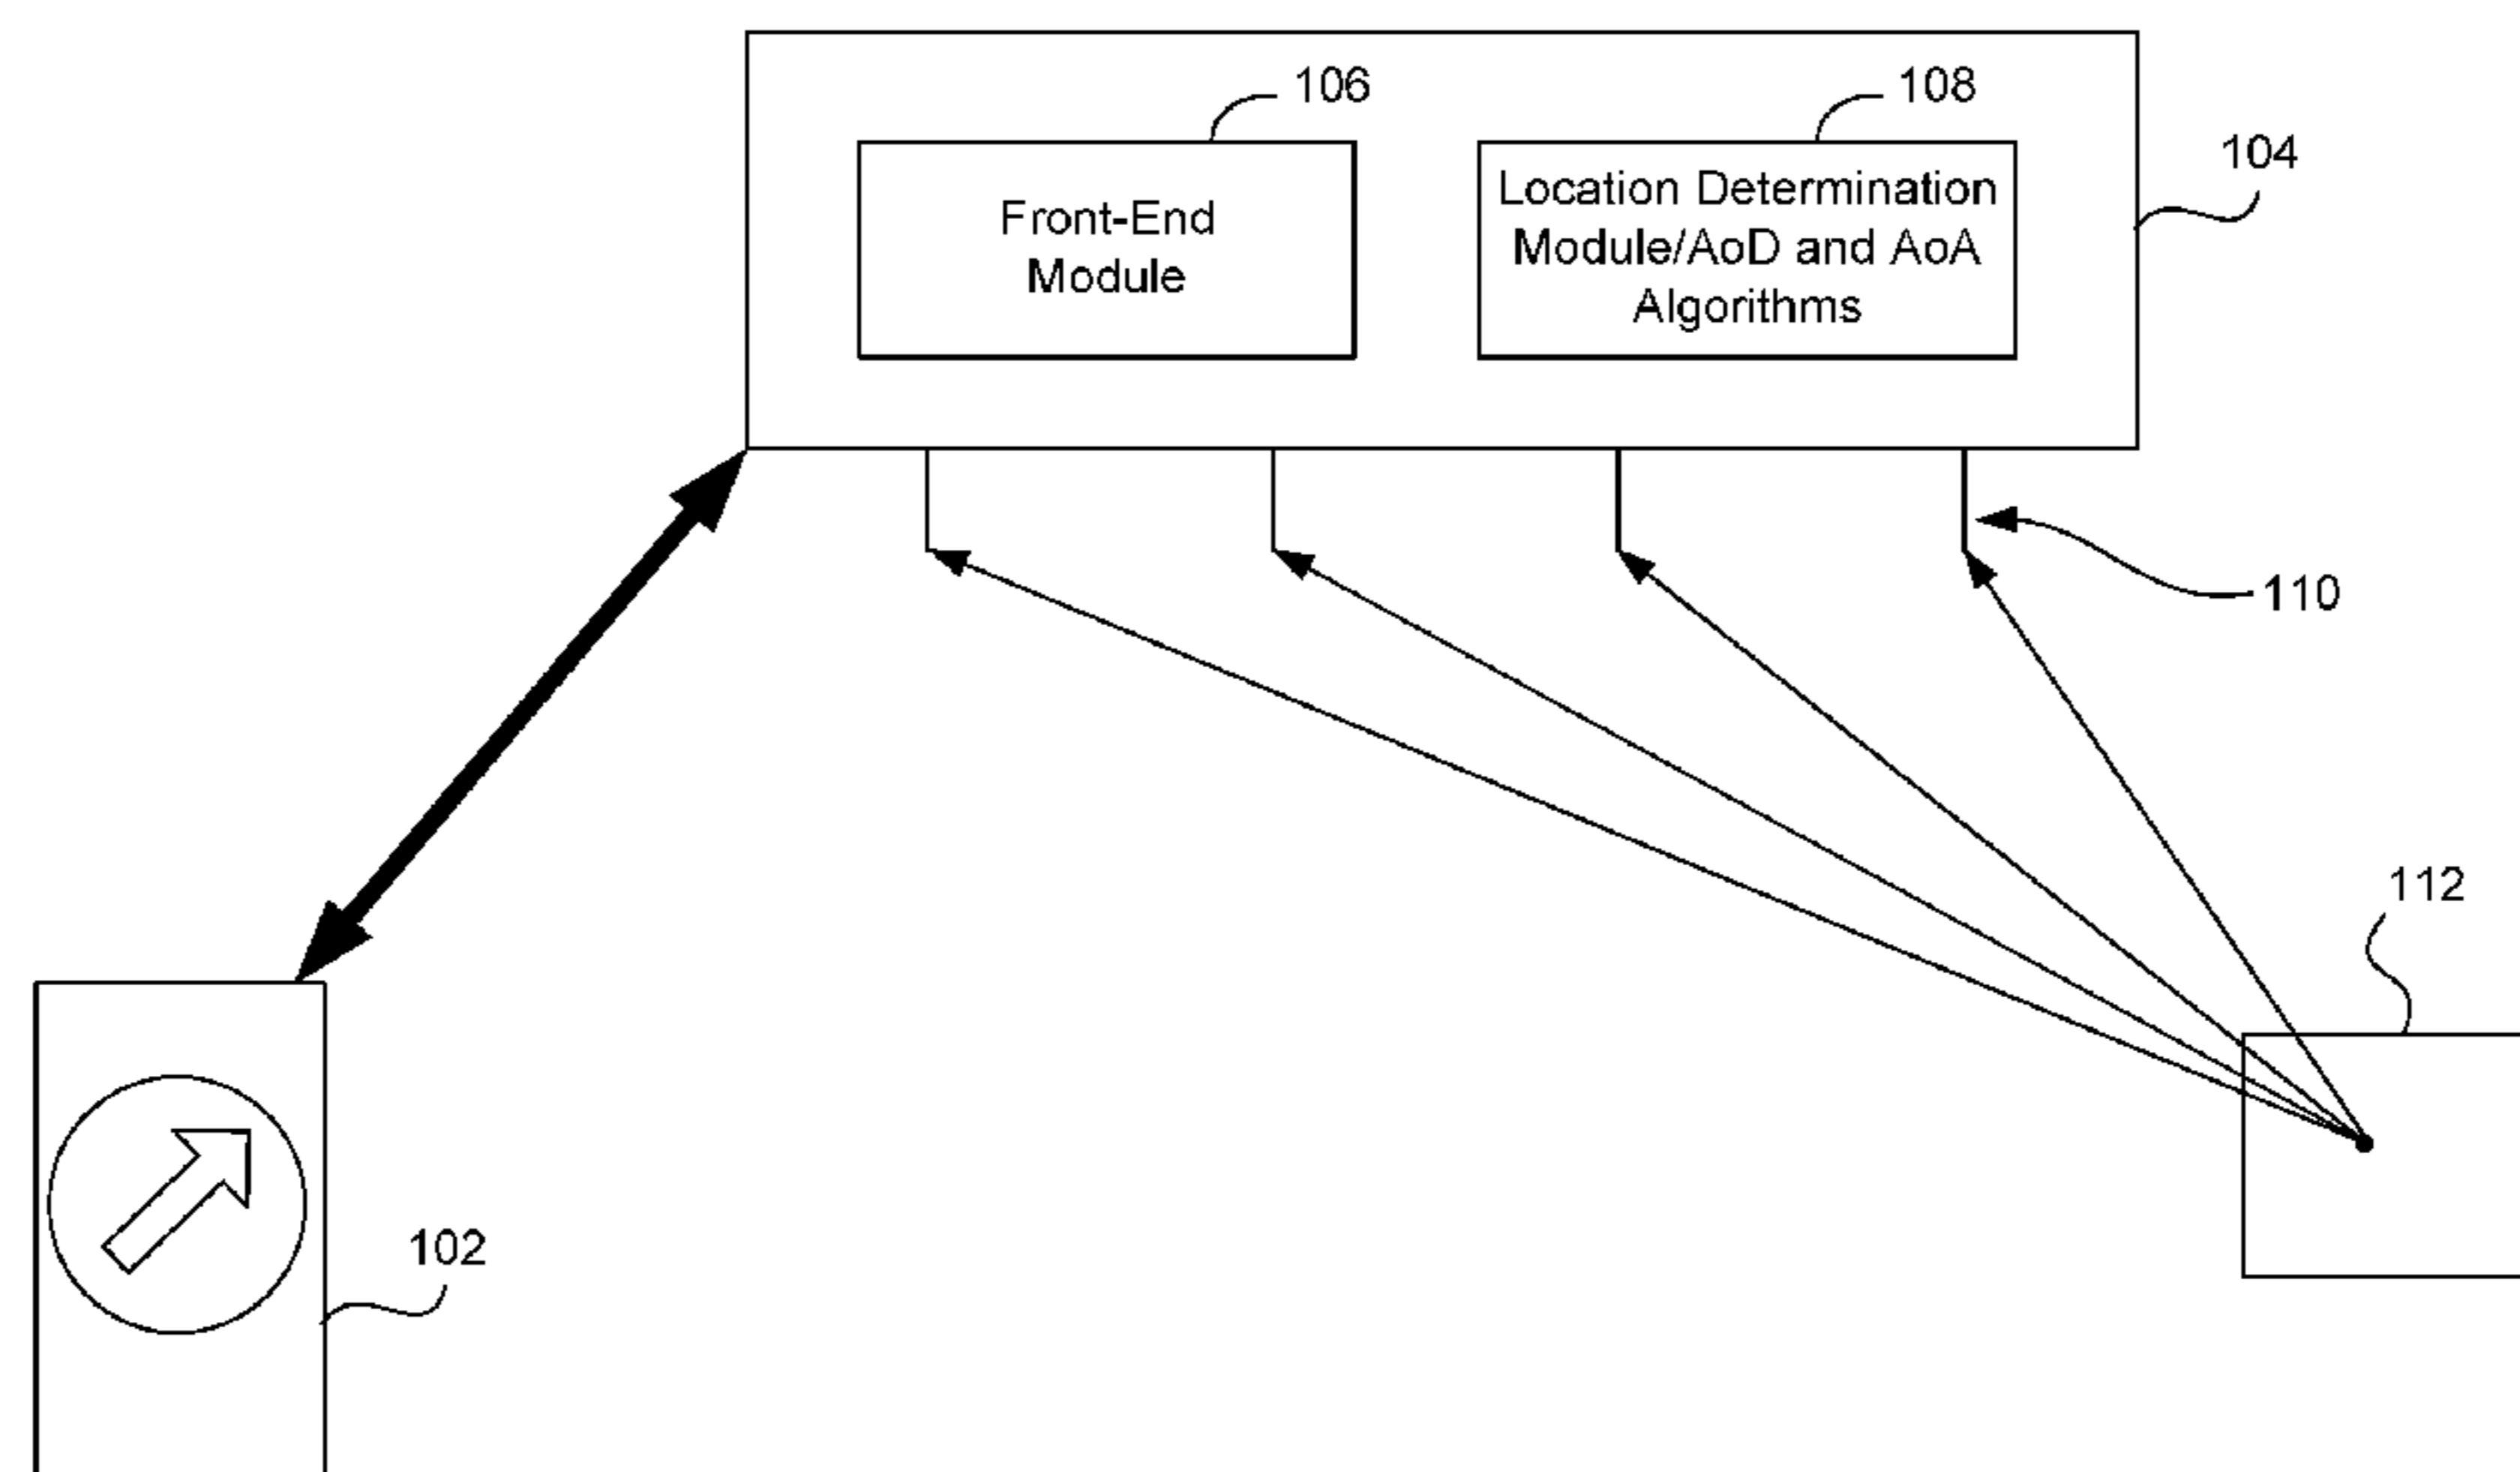 106
108
104
Front-End
Module
Location Determination
Module/AoD and AoA
Algorithms
110
112
102